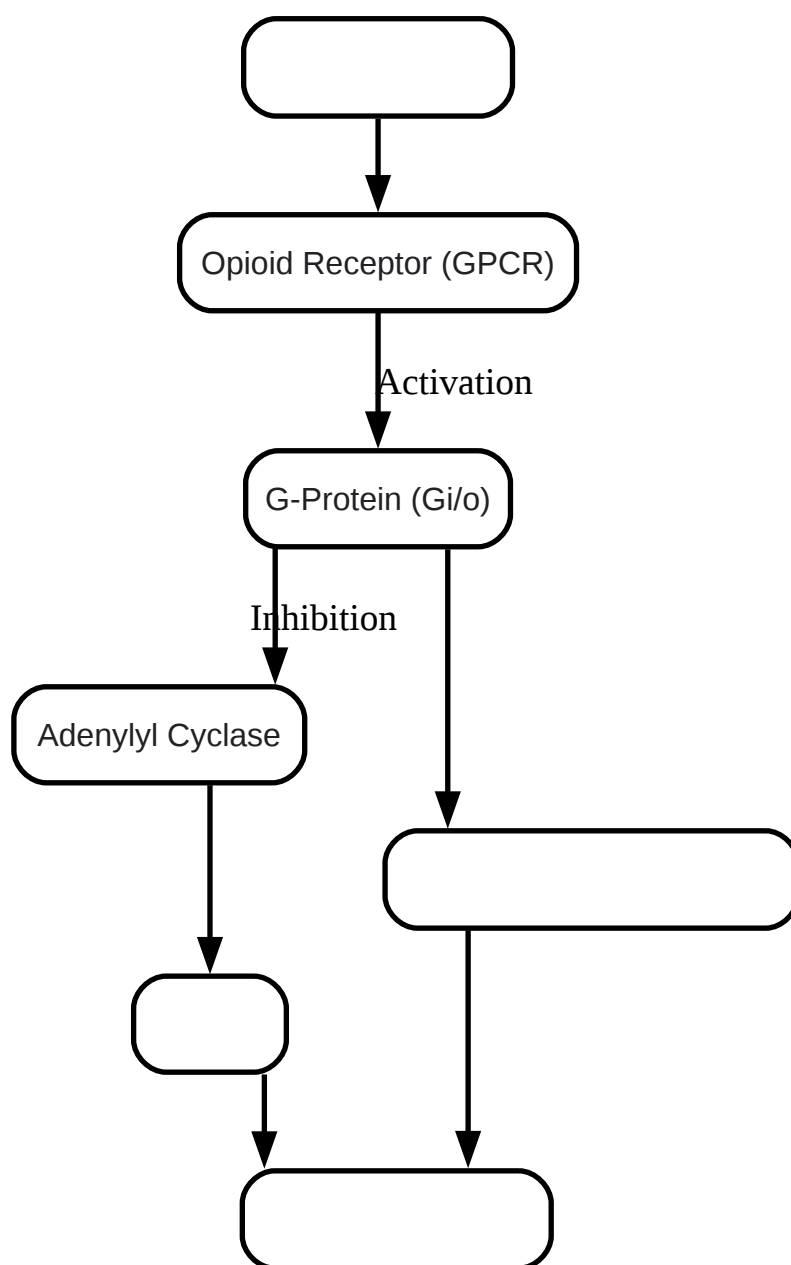 Opioid Receptor (GPCR)
Activation
G-Protein (Gi/o)
Inhibition
Adenylyl Cyclase